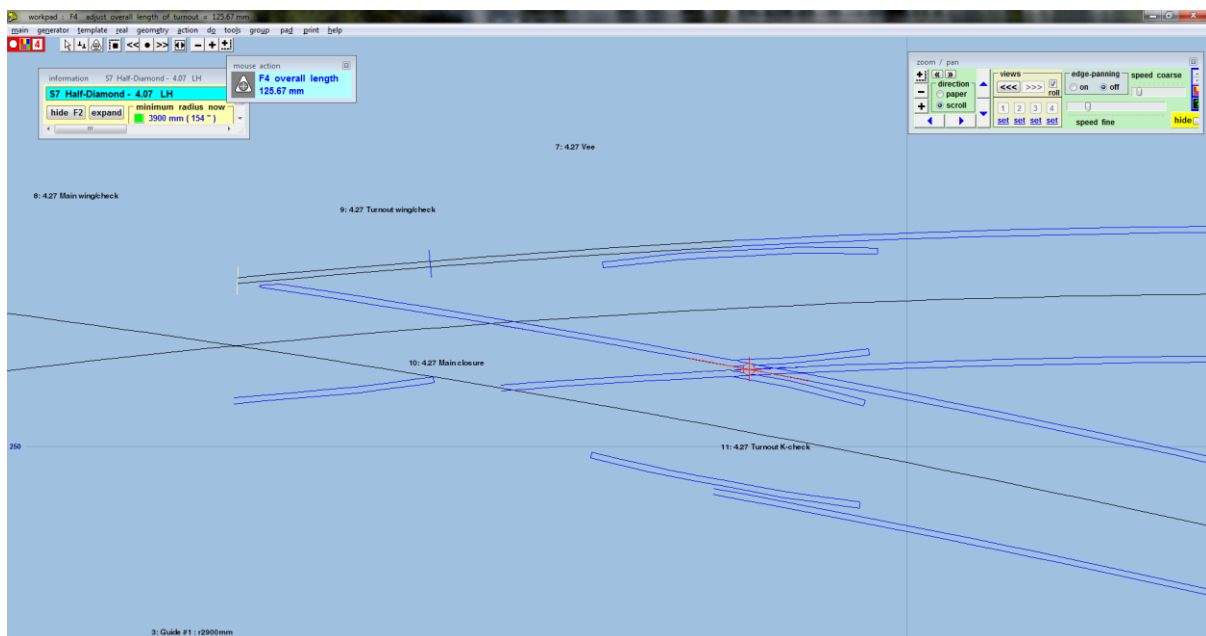 workpad : F4 adjust overall length of turnout = 125.67 mm
main generator template real geometry action do tools group pad print help
4
<< >>
mouse action
F4 overall length
125.67 mm
information S7 Half-Diamond - 4.07 LH
S7 Half-Diamond - 4.07 LH
hide F2 expand
minimum radius now
3900 mm ( 154 " )
zoom / pan
direction
paper
scroll
views
<<< >>>
roll
1 2 3 4
set set set set
edge-panning
on off
speed coarse
speed fine
hide
7: 4.27 Vee
8: 4.27 Main wing/check
9: 4.27 Turnout wing/check
10: 4.27 Main closure
11: 4.27 Turnout K-check
250
3: Guide #1 : r2900mm